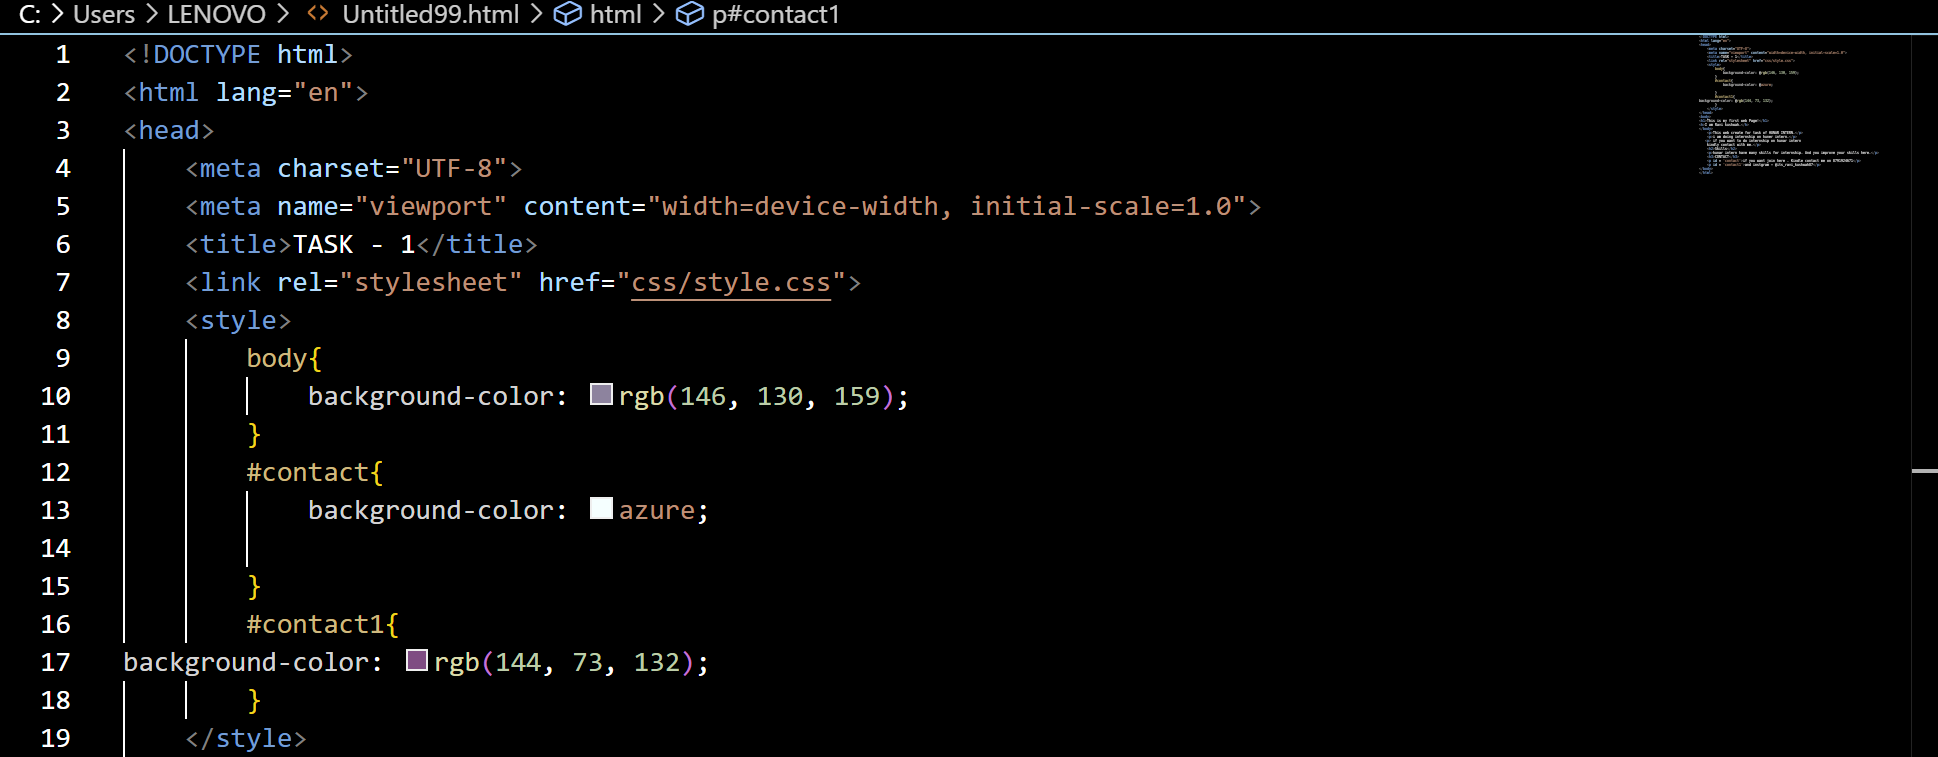 C: > Users > LENOVO > <> Untitled99.html > html > p#contact1
1 <!DOCTYPE html>
2 <html lang="en">
3 <head>
4     <meta charset="UTF-8">
5     <meta name="viewport" content="width=device-width, initial-scale=1.0">
6     <title>TASK - 1</title>
7     <link rel="stylesheet" href="css/style.css">
8     <style>
9         body{
10             background-color: rgb(146, 130, 159);
11         }
12         #contact{
13             background-color: azure;
14
15         }
16         #contact1{
17 background-color: rgb(144, 73, 132);
18         }
19     </style>